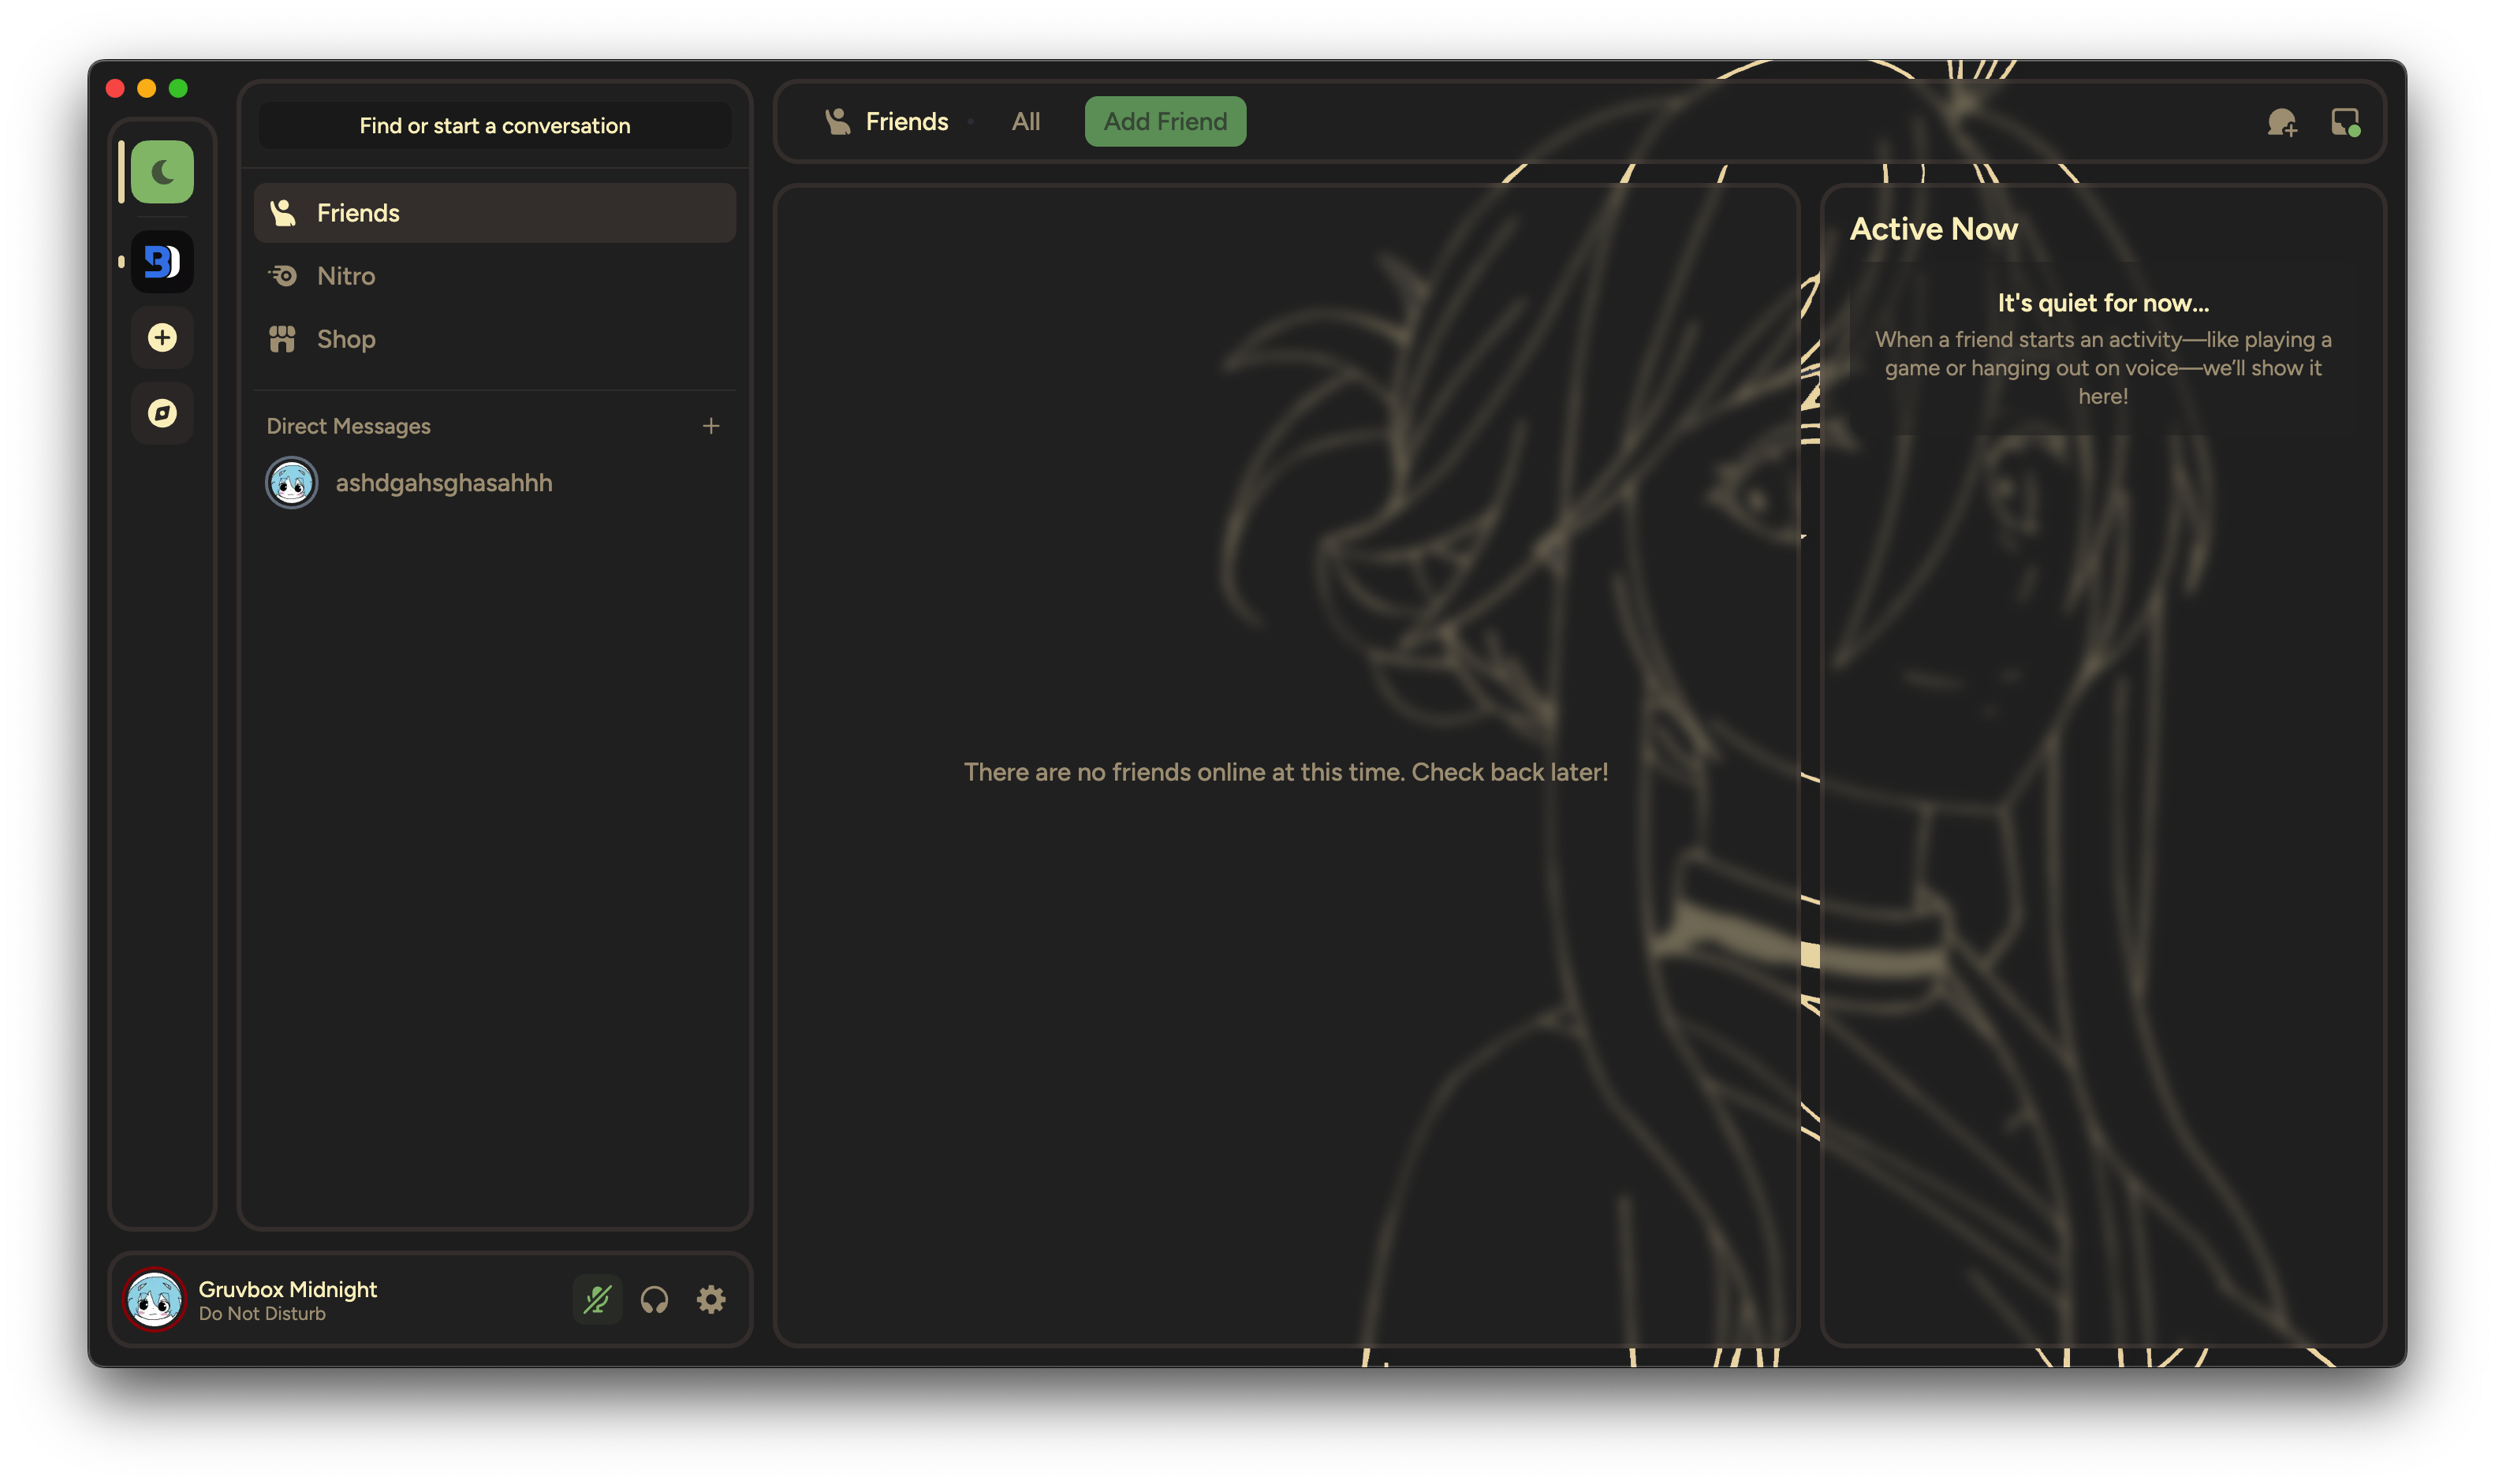 Find or start a conversation
Friends
Nitro
Shop
Direct Messages
ashdgahsghasahhh
Gruvbox Midnight
Do Not Disturb
Friends
All
Add Friend
There are no friends online at this time. Check back later!
Active Now
It's quiet for now...
When a friend starts an activity—like playing a
game or hanging out on voice—we’ll show it
here!